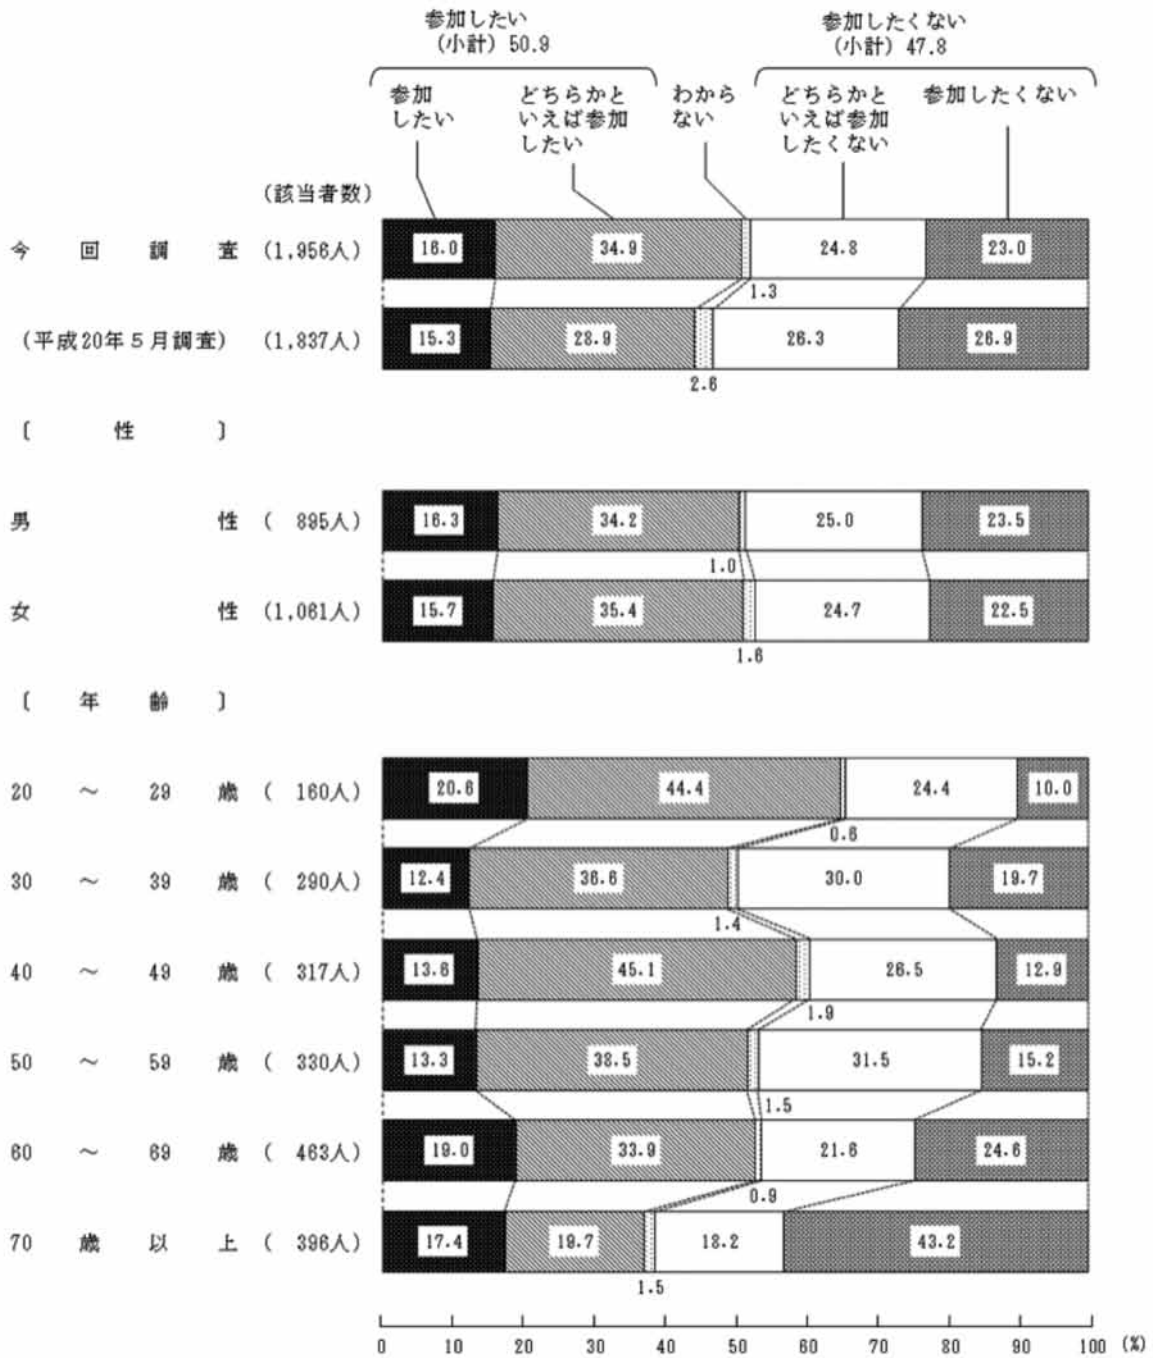 参加したい
(小計) 50.9
参加したくない
(小計) 47.8
参加
したい
どちらかと
いえば参加
したい
わから
ない
どちらかと
いえば参加
したくない
参加したくない
(該当者数)
今回調査 (1,956人) 16.0 34.9 24.8 23.0
1.3
(平成20年5月調査) (1,837人) 15.3 28.9 26.3 26.9
2.6
〔性〕
男性 (895人) 16.3 34.2 25.0 23.5
1.0
女性 (1,061人) 15.7 35.4 24.7 22.5
1.6
〔年齢〕
20～29歳 (160人) 20.6 44.4 24.4 10.0
0.6
30～39歳 (290人) 12.4 36.6 30.0 19.7
1.4
40～49歳 (317人) 13.6 45.1 26.5 12.9
1.9
50～59歳 (330人) 13.3 38.5 31.5 15.2
1.5
60～69歳 (463人) 19.0 33.9 21.6 24.6
0.9
70歳以上 (396人) 17.4 19.7 18.2 43.2
1.5
0 10 20 30 40 50 60 70 80 90 100 (%)